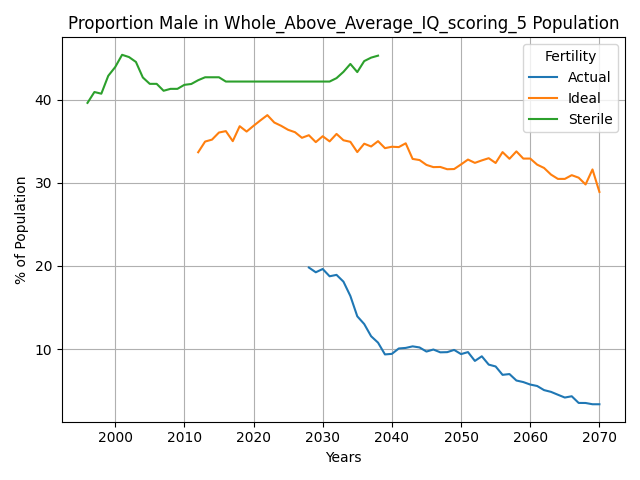 Proportion Male in Whole_Above_Average_IQ_scoring_5 Population
Fertility
Actual
Ideal
Sterile
% of Population
40
30
20
10
2000 2010 2020 2030 2040 2050 2060 2070
Years